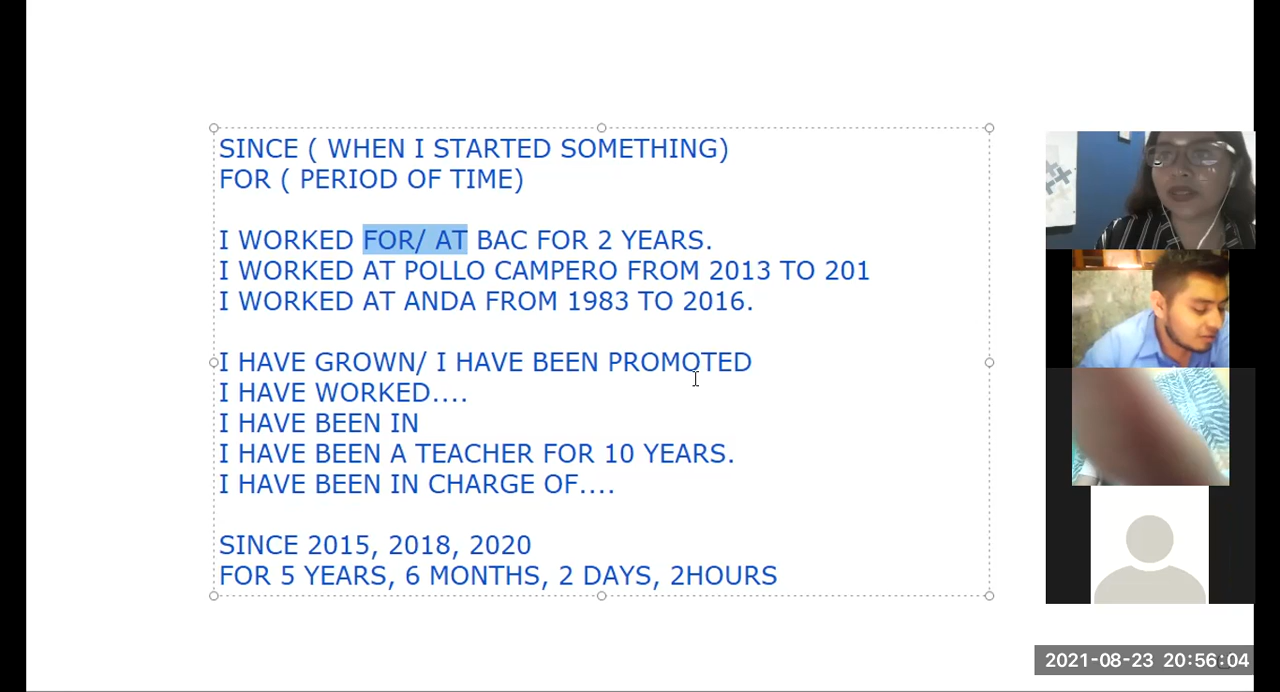 SINCE ( WHEN I STARTED SOMETHING)
FOR ( PERIOD OF TIME)
I WORKED FOR/ AT BAC FOR 2 YEARS.
I WORKED AT POLLO CAMPERO FROM 2013 TO 201
I WORKED AT ANDA FROM 1983 TO 2016.
I HAVE GROWN/ I HAVE BEEN PROMOTED
I HAVE WORKED....
I HAVE BEEN IN
I HAVE BEEN A TEACHER FOR 10 YEARS.
I HAVE BEEN IN CHARGE OF....
SINCE 2015, 2018, 2020
FOR 5 YEARS, 6 MONTHS, 2 DAYS, 2HOURS
2021-08-23 20:56:04